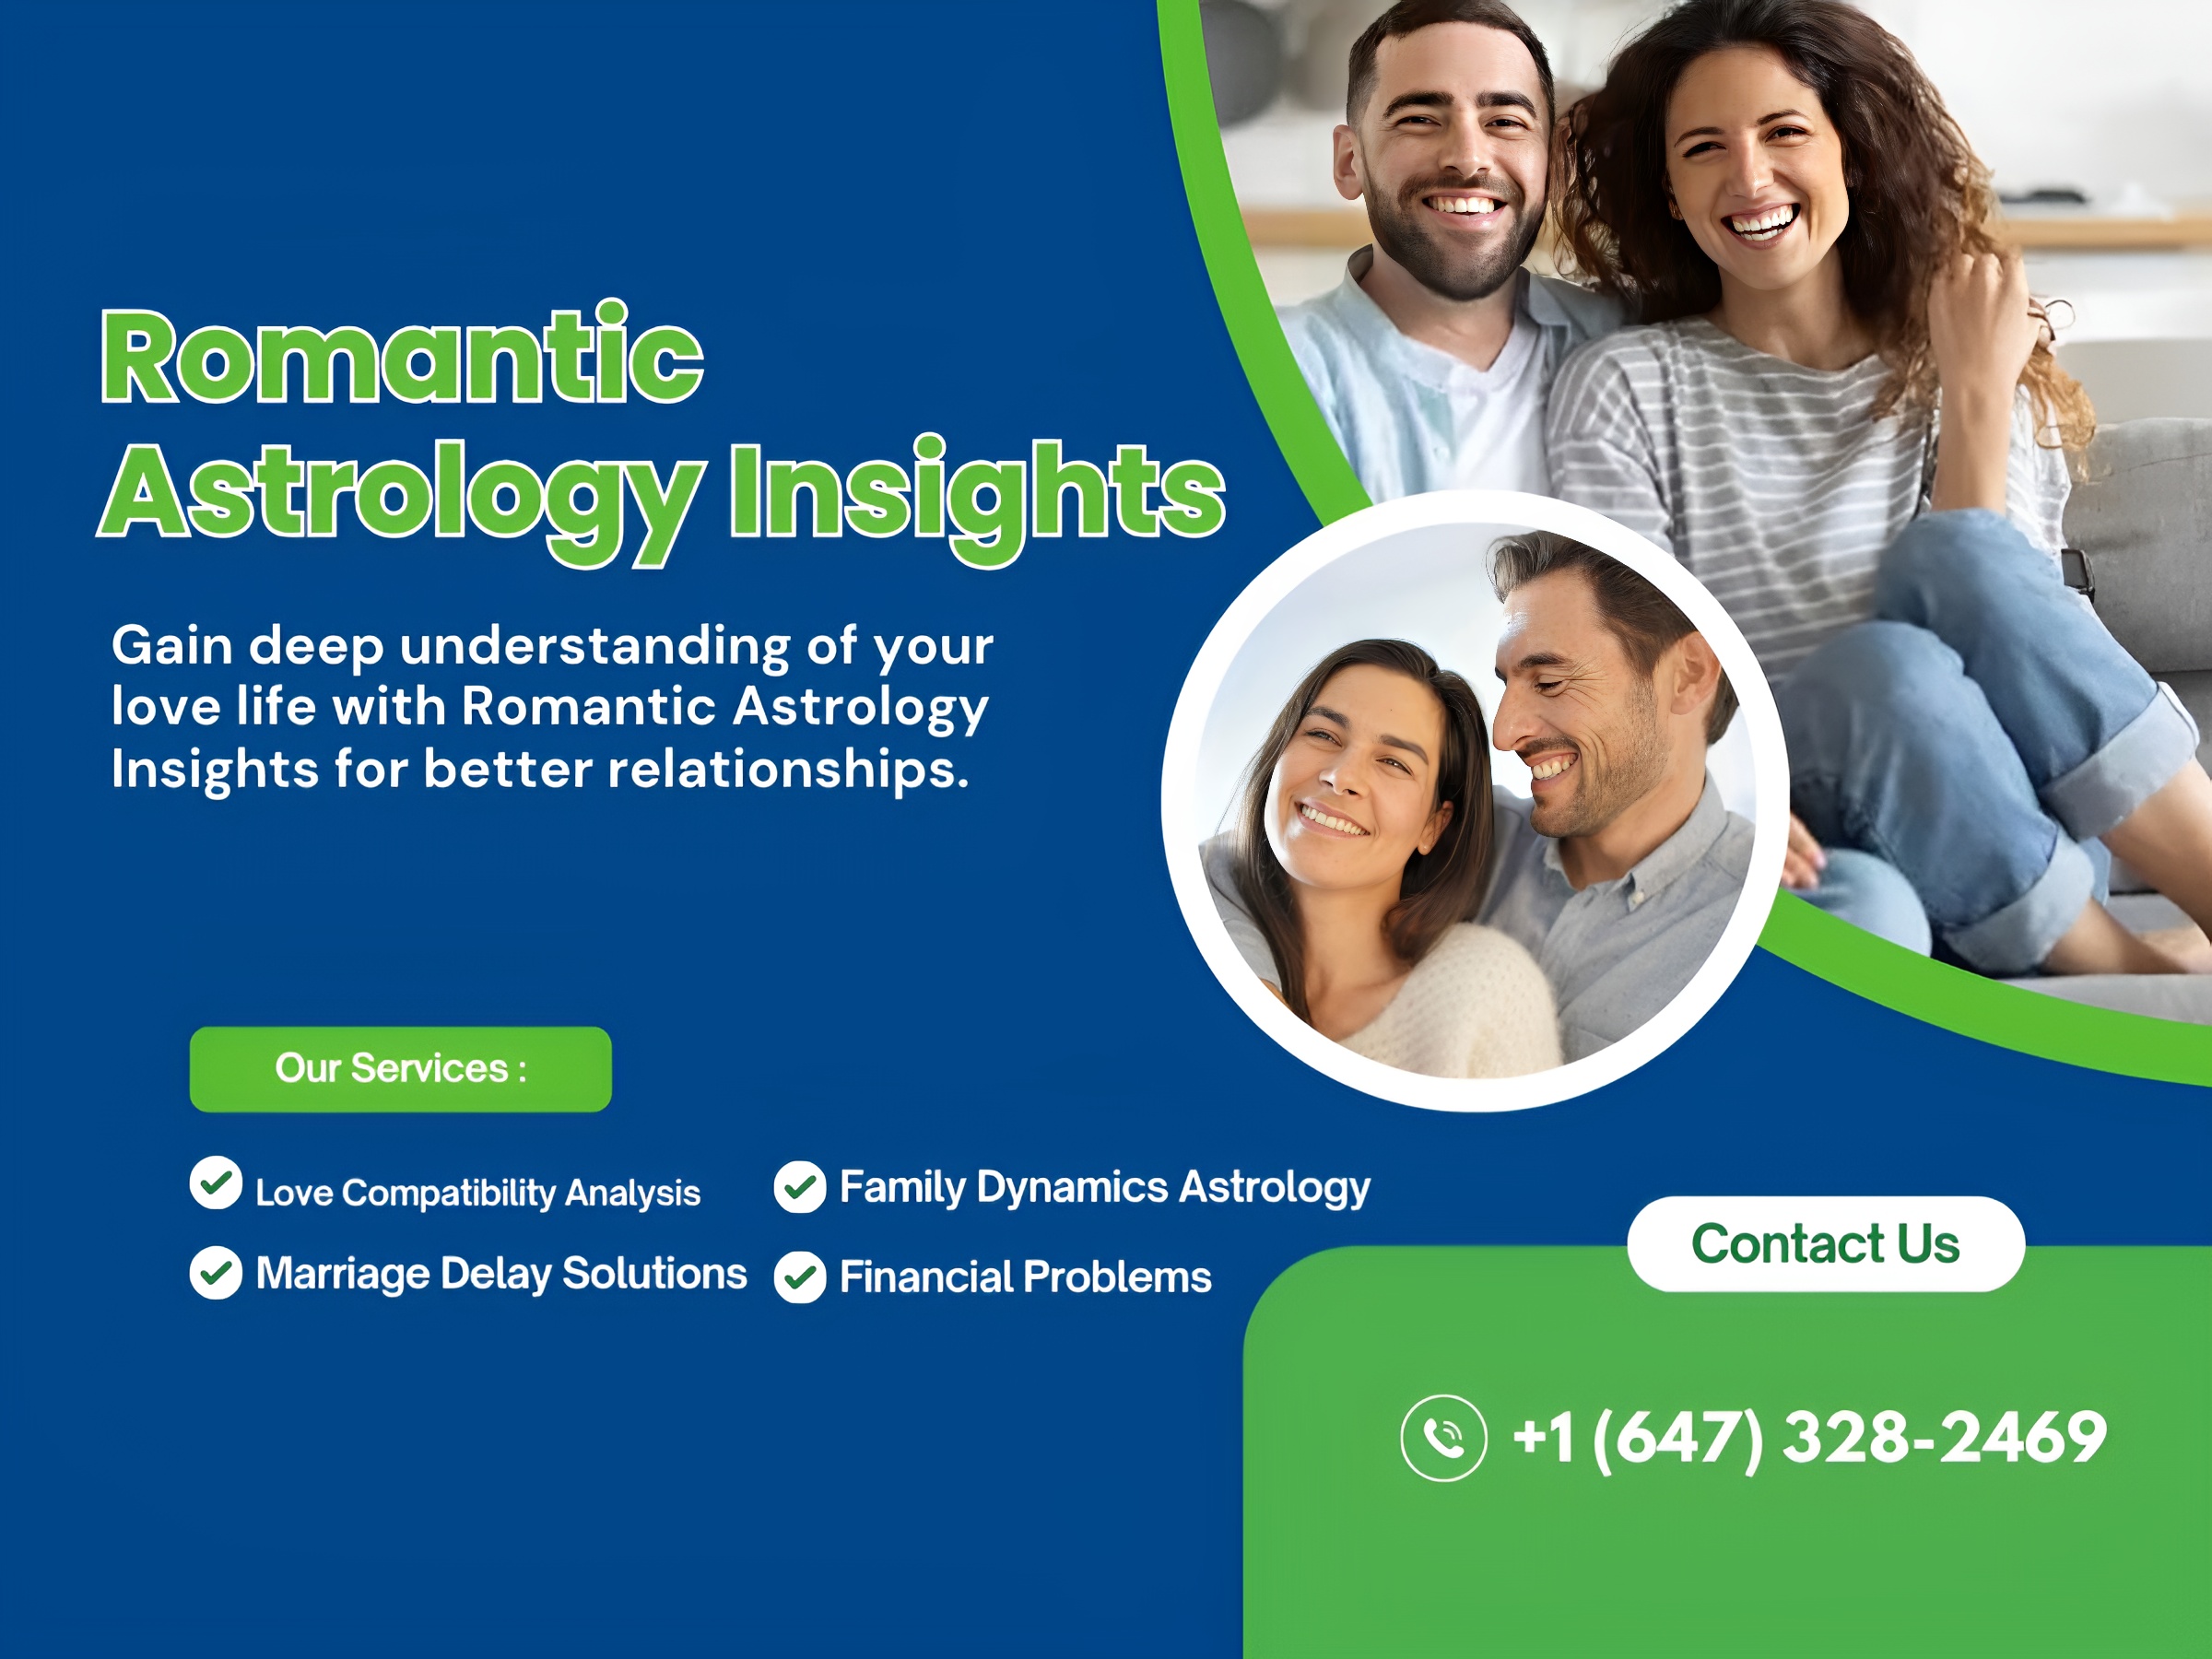 Romantic
Astrology Insights
Gain deep understanding of your
love life with Romantic Astrology
Insights for better relationships.
Our Services :
Love Compatibility Analysis
Family Dynamics Astrology
Marriage Delay Solutions
Financial Problems
Contact Us
+1 (647) 328-2469